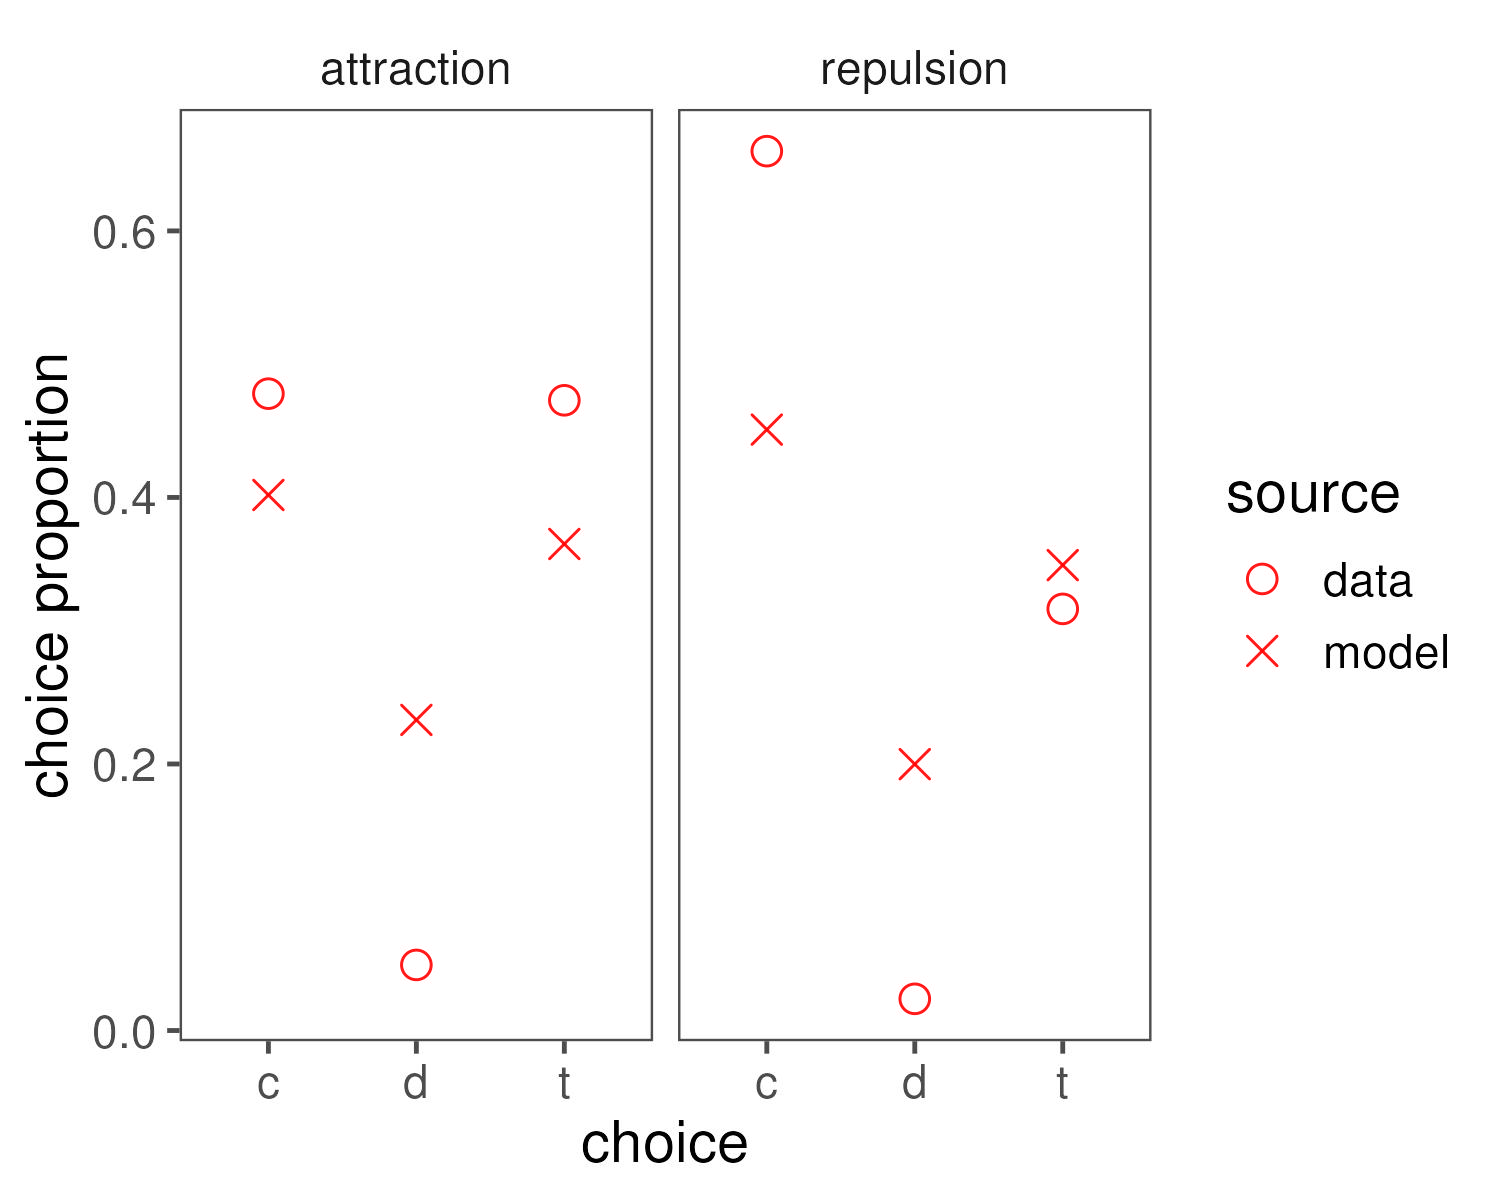 attraction
repulsion
choice proportion
0.6
0.4
0.2
0.0
c d t
c d t
choice
source
data
model